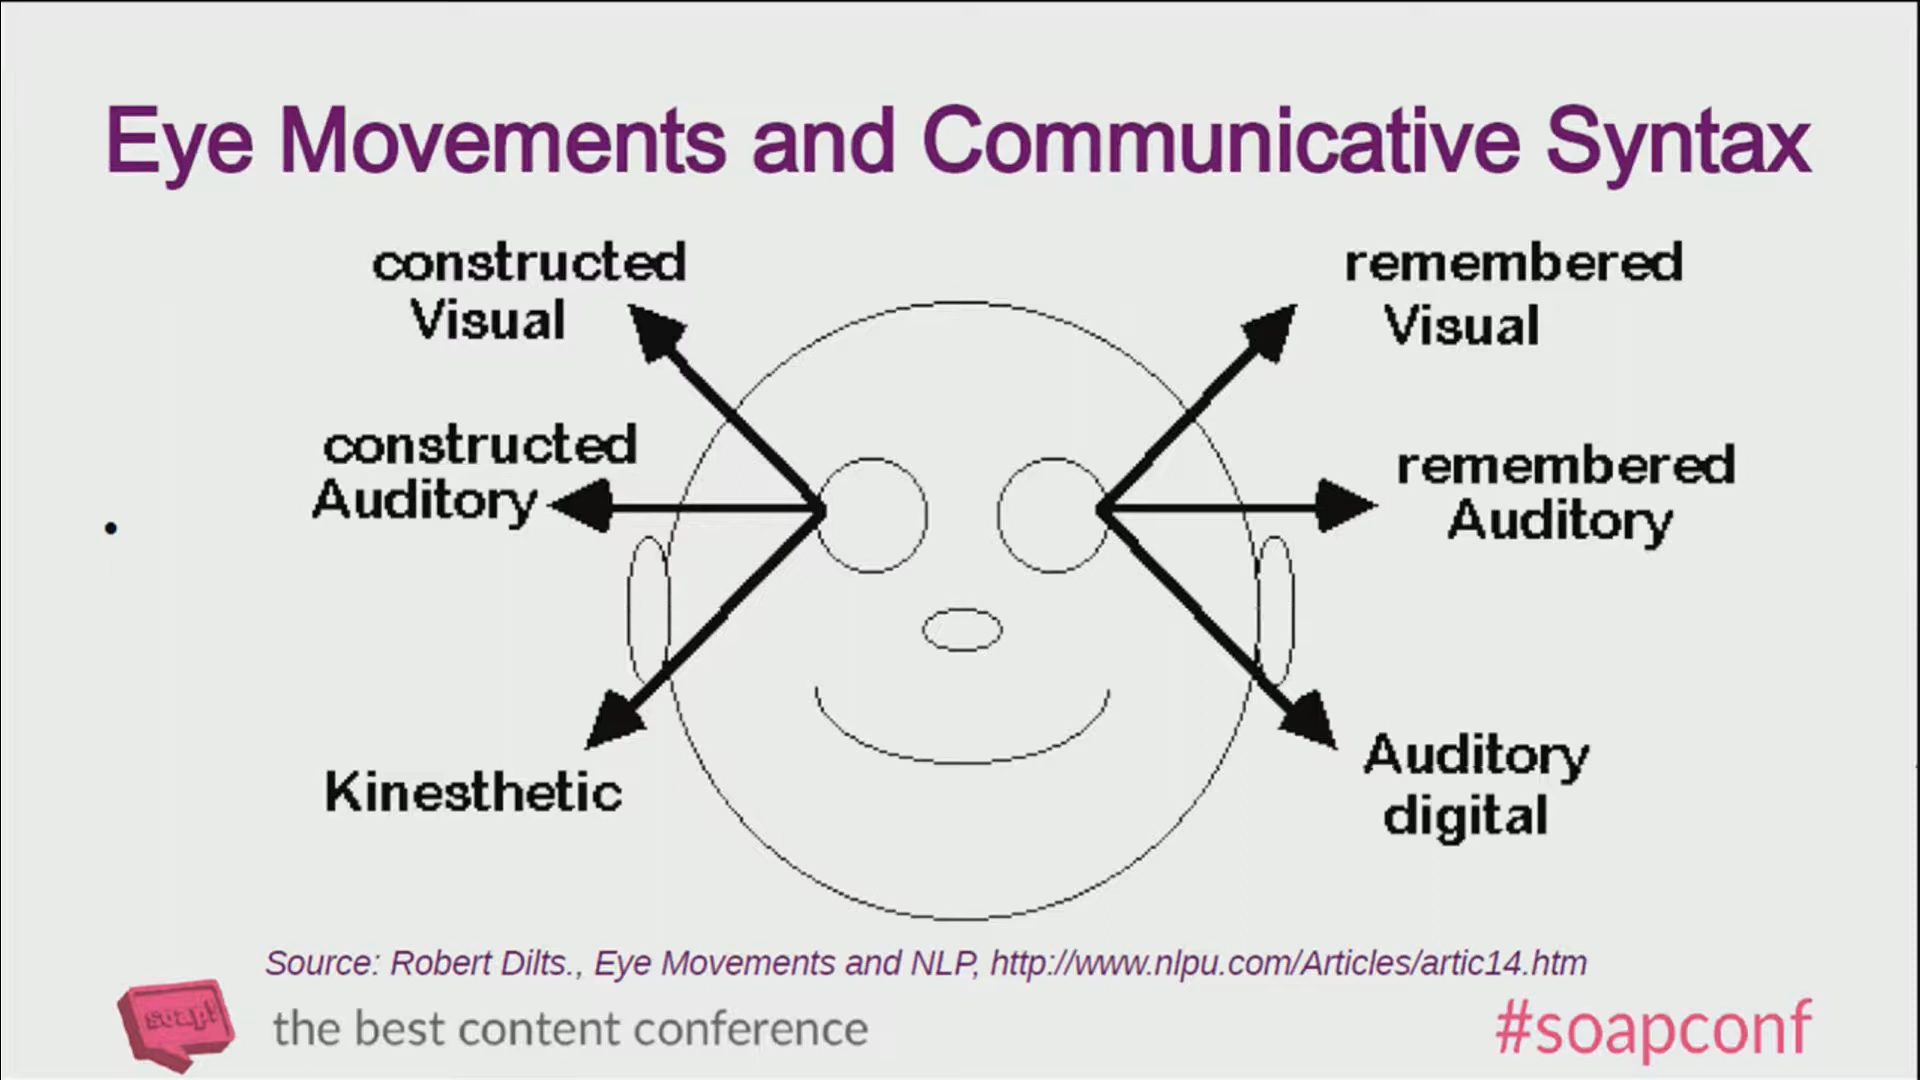 Eye Movements and Communicative Syntax
constructed
Visual
remembered
Visual
constructed
Auditory
remembered
Auditory
Kinesthetic
Auditory
digital
Source: Robert Dilts., Eye Movements and NLP, http://www.nlpu.com/Articles/artic14.htm
soap!
the best content conference
#soapconf